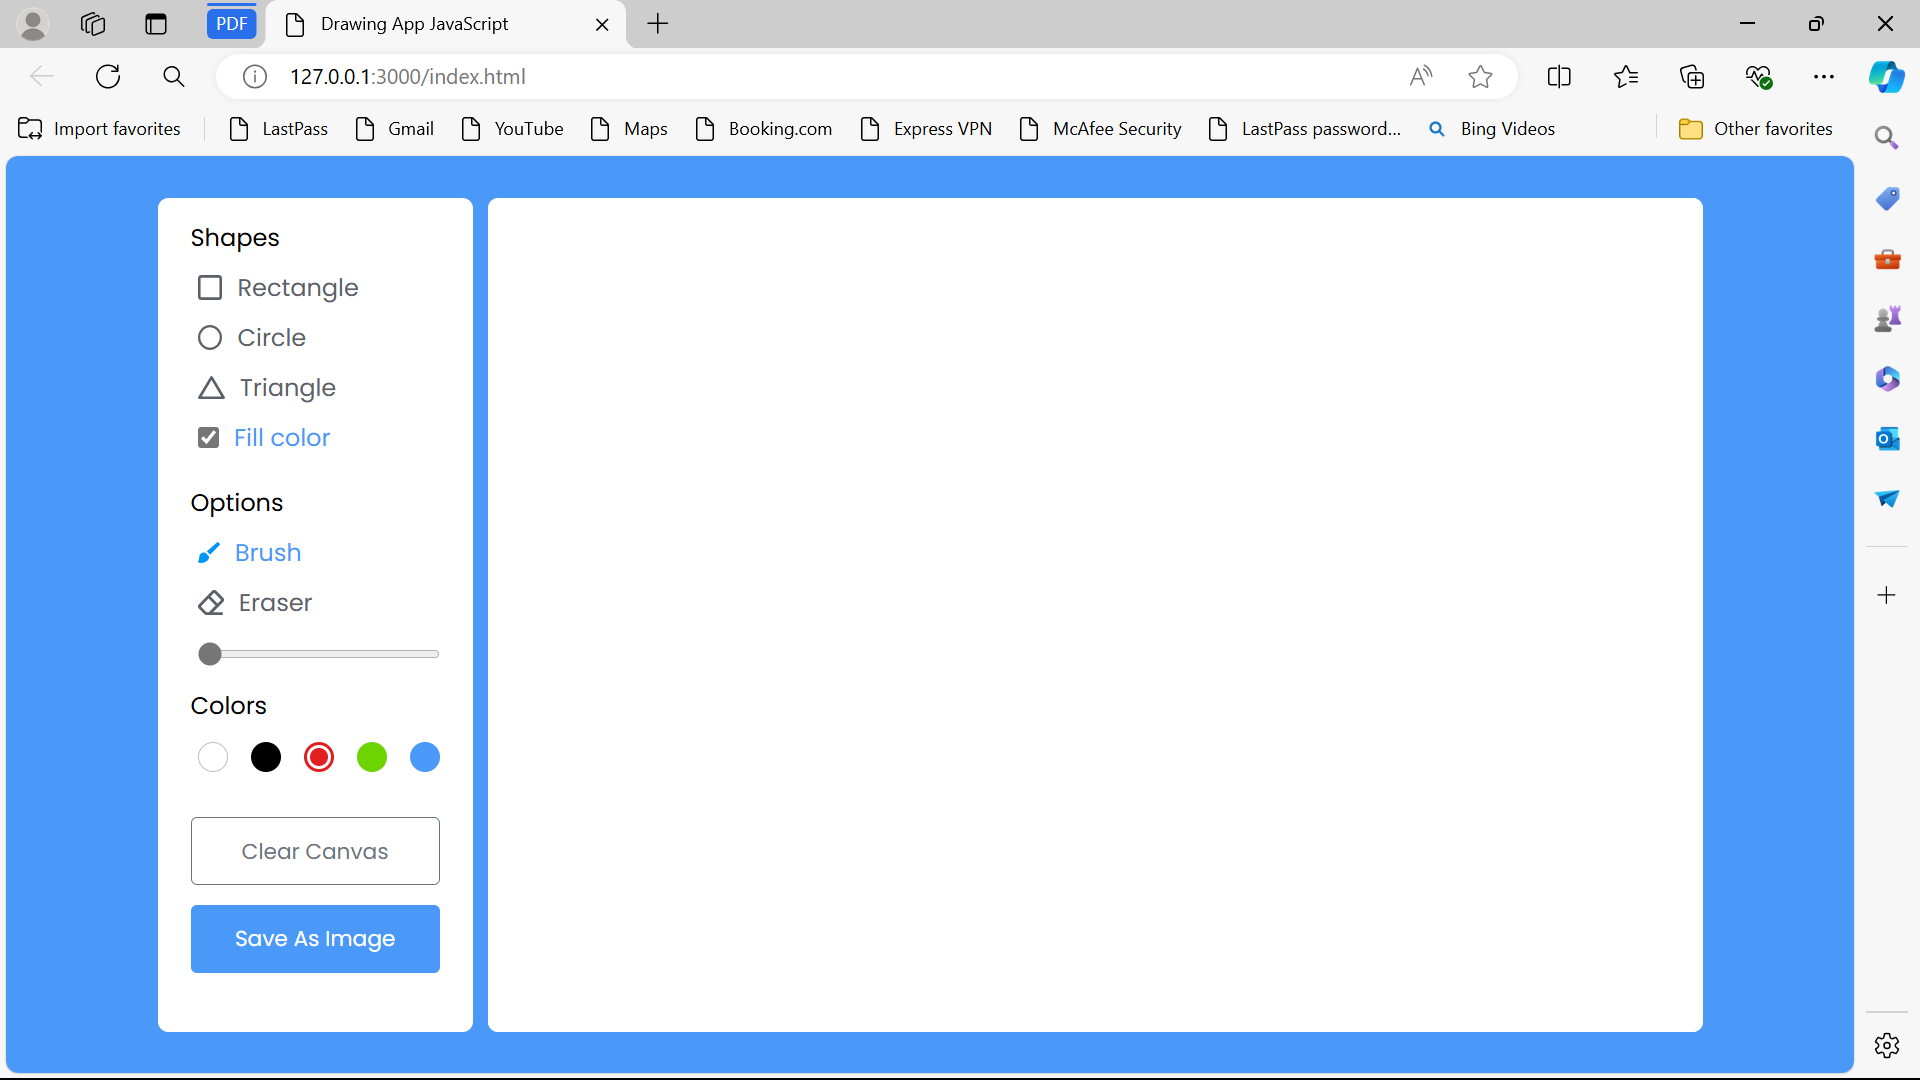 PDF
Drawing App JavaScript
127.0.0.1:3000/index.html
Import favorites LastPass Gmail YouTube Maps Booking.com Express VPN McAfee Security LastPass password... Bing Videos Other favorites
Shapes
Rectangle
Circle
Triangle
Fill color
Options
Brush
Eraser
Colors
Clear Canvas
Save As Image